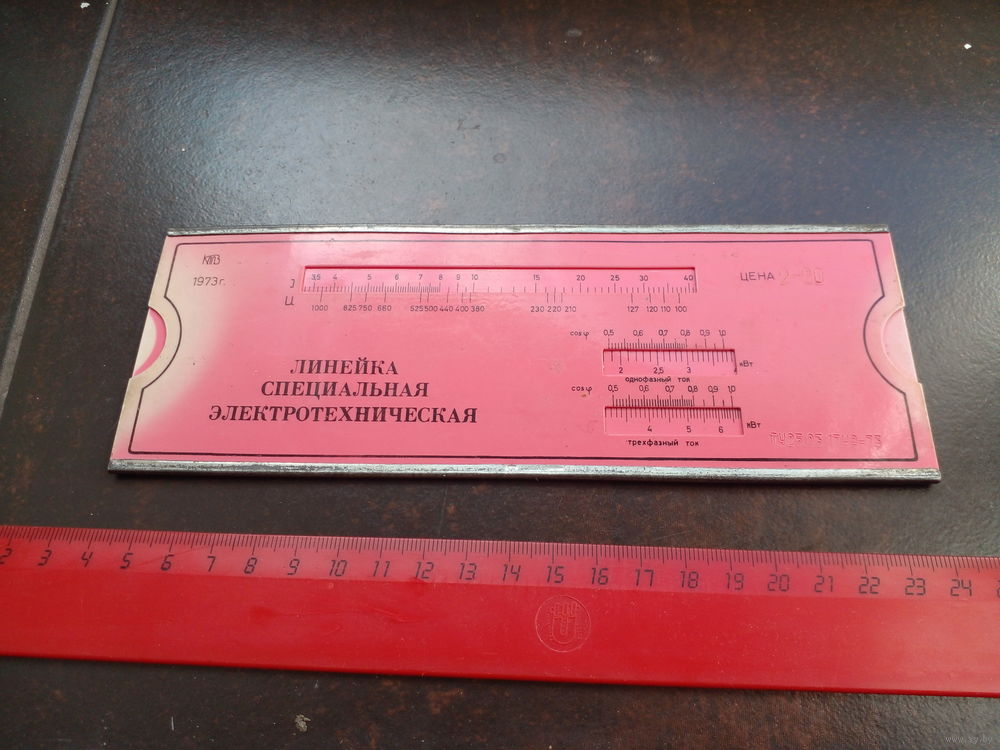 КПВ
1973г.
J 3,5 4 5 6 7 8 9 10 15 20 25 30 40
U 1000 825 750 660 525 500 440 400 380 230 220 210 127 120 110 100
ЦЕНА
cos φ 0,5 0,6 0,7 0,8 0,9 1,0
2 2,5 3 кВт
однофазный ток
cos φ 0,5 0,6 0,7 0,8 0,9 1,0
4 5 6 кВт
трехфазный ток
ЛИНЕЙКА
СПЕЦИАЛЬНАЯ
ЭЛЕКТРОТЕХНИЧЕСКАЯ
2 3 4 5 6 7 8 9 10 11 12 13 14 15 16 17 18 19 20 21 22 23 24